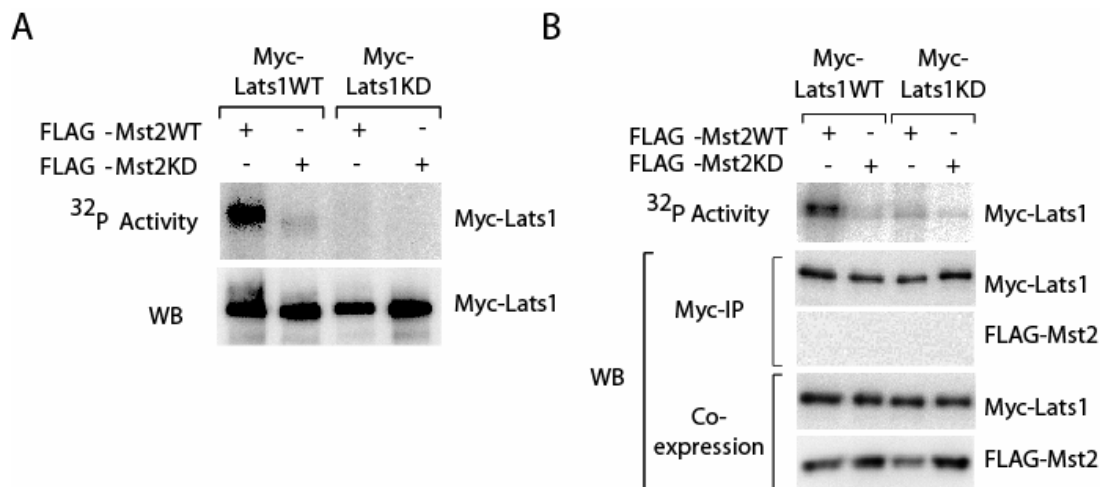 A
Myc-
Lats1WT
Myc-
Lats1KD
FLAG -Mst2WT + - + -
FLAG -Mst2KD - + - +
32P Activity
Myc-Lats1
WB
Myc-Lats1
B
Myc-
Lats1WT
Myc-
Lats1KD
FLAG -Mst2WT + - + -
FLAG -Mst2KD - + - +
32P Activity
Myc-Lats1
WB
Myc-IP
Myc-Lats1
FLAG-Mst2
Co-
expression
Myc-Lats1
FLAG-Mst2